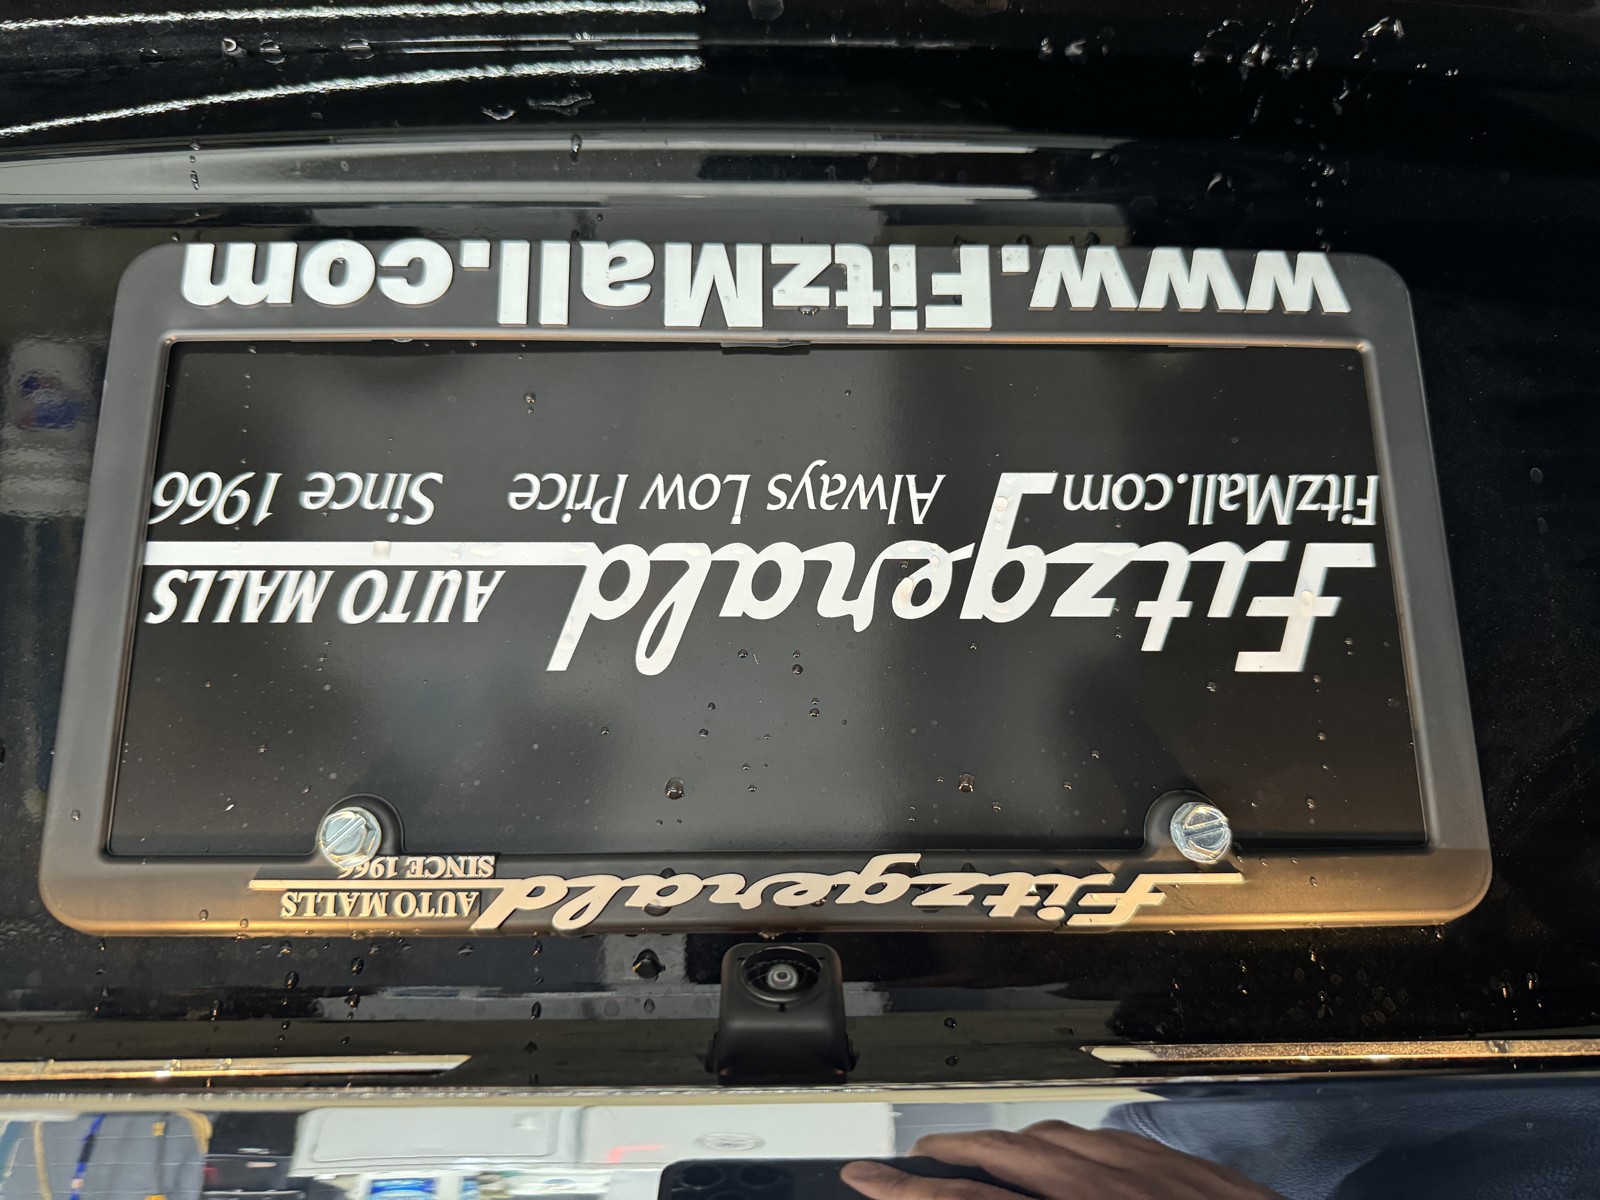 Fitzgerald
AUTO MALLS
SINCE 1966
Fitzgerald AUTO MALLS
FitzMall.com Always Low Price Since 1966
www.FitzMall.com